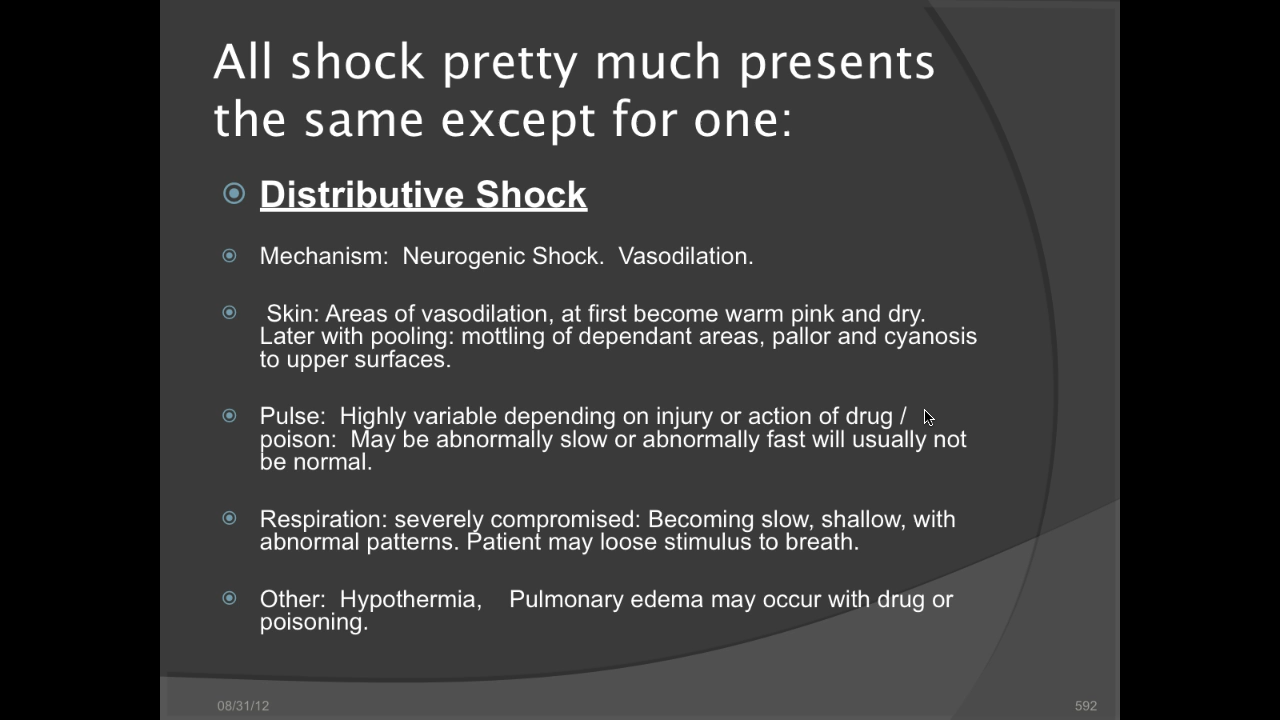 All shock pretty much presents
the same except for one:
Distributive Shock
Mechanism:  Neurogenic Shock.  Vasodilation.
Skin: Areas of vasodilation, at first become warm pink and dry.
Later with pooling: mottling of dependant areas, pallor and cyanosis
to upper surfaces.
Pulse:  Highly variable depending on injury or action of drug /
poison:  May be abnormally slow or abnormally fast will usually not
be normal.
Respiration: severely compromised: Becoming slow, shallow, with
abnormal patterns. Patient may loose stimulus to breath.
Other:  Hypothermia,    Pulmonary edema may occur with drug or
poisoning.
08/31/12
592